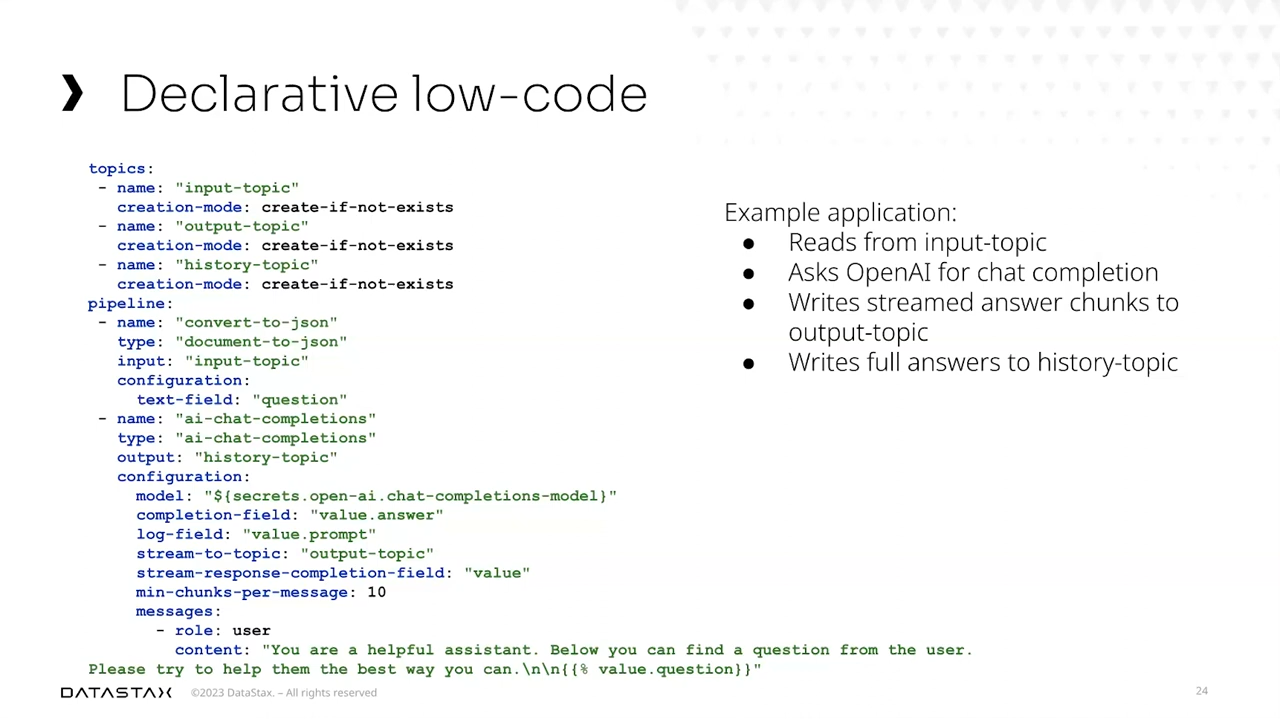 Declarative low-code
topics:
 - name: "input-topic"
   creation-mode: create-if-not-exists
 - name: "output-topic"
   creation-mode: create-if-not-exists
 - name: "history-topic"
   creation-mode: create-if-not-exists
pipeline:
 - name: "convert-to-json"
   type: "document-to-json"
   input: "input-topic"
   configuration:
     text-field: "question"
 - name: "ai-chat-completions"
   type: "ai-chat-completions"
   output: "history-topic"
   configuration:
     model: "${secrets.open-ai.chat-completions-model}"
     completion-field: "value.answer"
     log-field: "value.prompt"
     stream-to-topic: "output-topic"
     stream-response-completion-field: "value"
     min-chunks-per-message: 10
     messages:
       - role: user
         content: "You are a helpful assistant. Below you can find a question from the user.
Please try to help them the best way you can.\n\n{{% value.question}}"
Example application:
● Reads from input-topic
● Asks OpenAI for chat completion
● Writes streamed answer chunks to
output-topic
● Writes full answers to history-topic
DATASTAX ©2023 DataStax. – All rights reserved
24